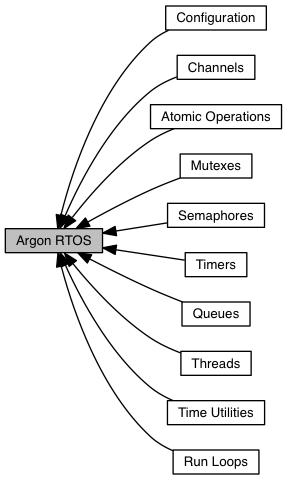 Configuration
Channels
Atomic Operations
Mutexes
Semaphores
Argon RTOS
Timers
Queues
Threads
Time Utilities
Run Loops